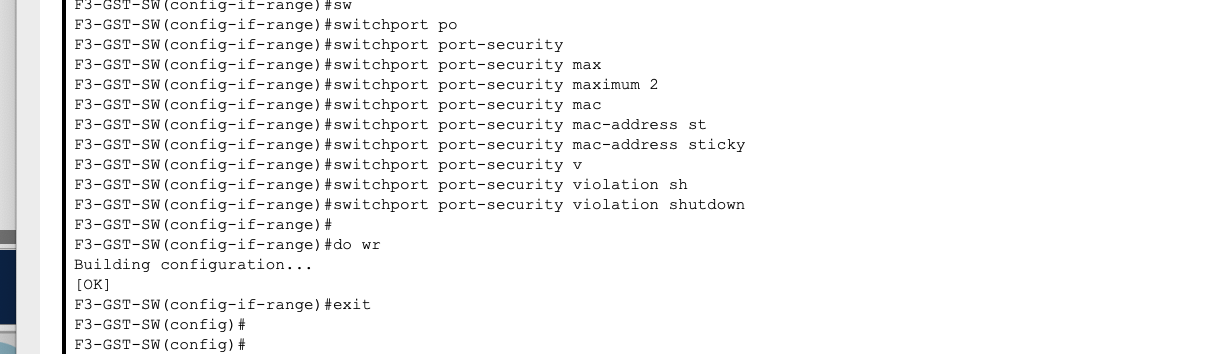 F3-GST-SW(config-if-range)#sw
F3-GST-SW(config-if-range)#switchport po
F3-GST-SW(config-if-range)#switchport port-security
F3-GST-SW(config-if-range)#switchport port-security max
F3-GST-SW(config-if-range)#switchport port-security maximum 2
F3-GST-SW(config-if-range)#switchport port-security mac
F3-GST-SW(config-if-range)#switchport port-security mac-address st
F3-GST-SW(config-if-range)#switchport port-security mac-address sticky
F3-GST-SW(config-if-range)#switchport port-security v
F3-GST-SW(config-if-range)#switchport port-security violation sh
F3-GST-SW(config-if-range)#switchport port-security violation shutdown
F3-GST-SW(config-if-range)#
F3-GST-SW(config-if-range)#do wr
Building configuration...
[OK]
F3-GST-SW(config-if-range)#exit
F3-GST-SW(config)#
F3-GST-SW(config)#